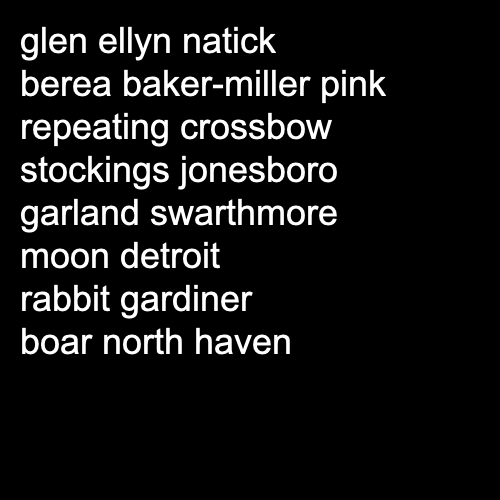 glen ellyn natick
berea baker-miller pink
repeating crossbow
stockings jonesboro
garland swarthmore
moon detroit
rabbit gardiner
boar north haven